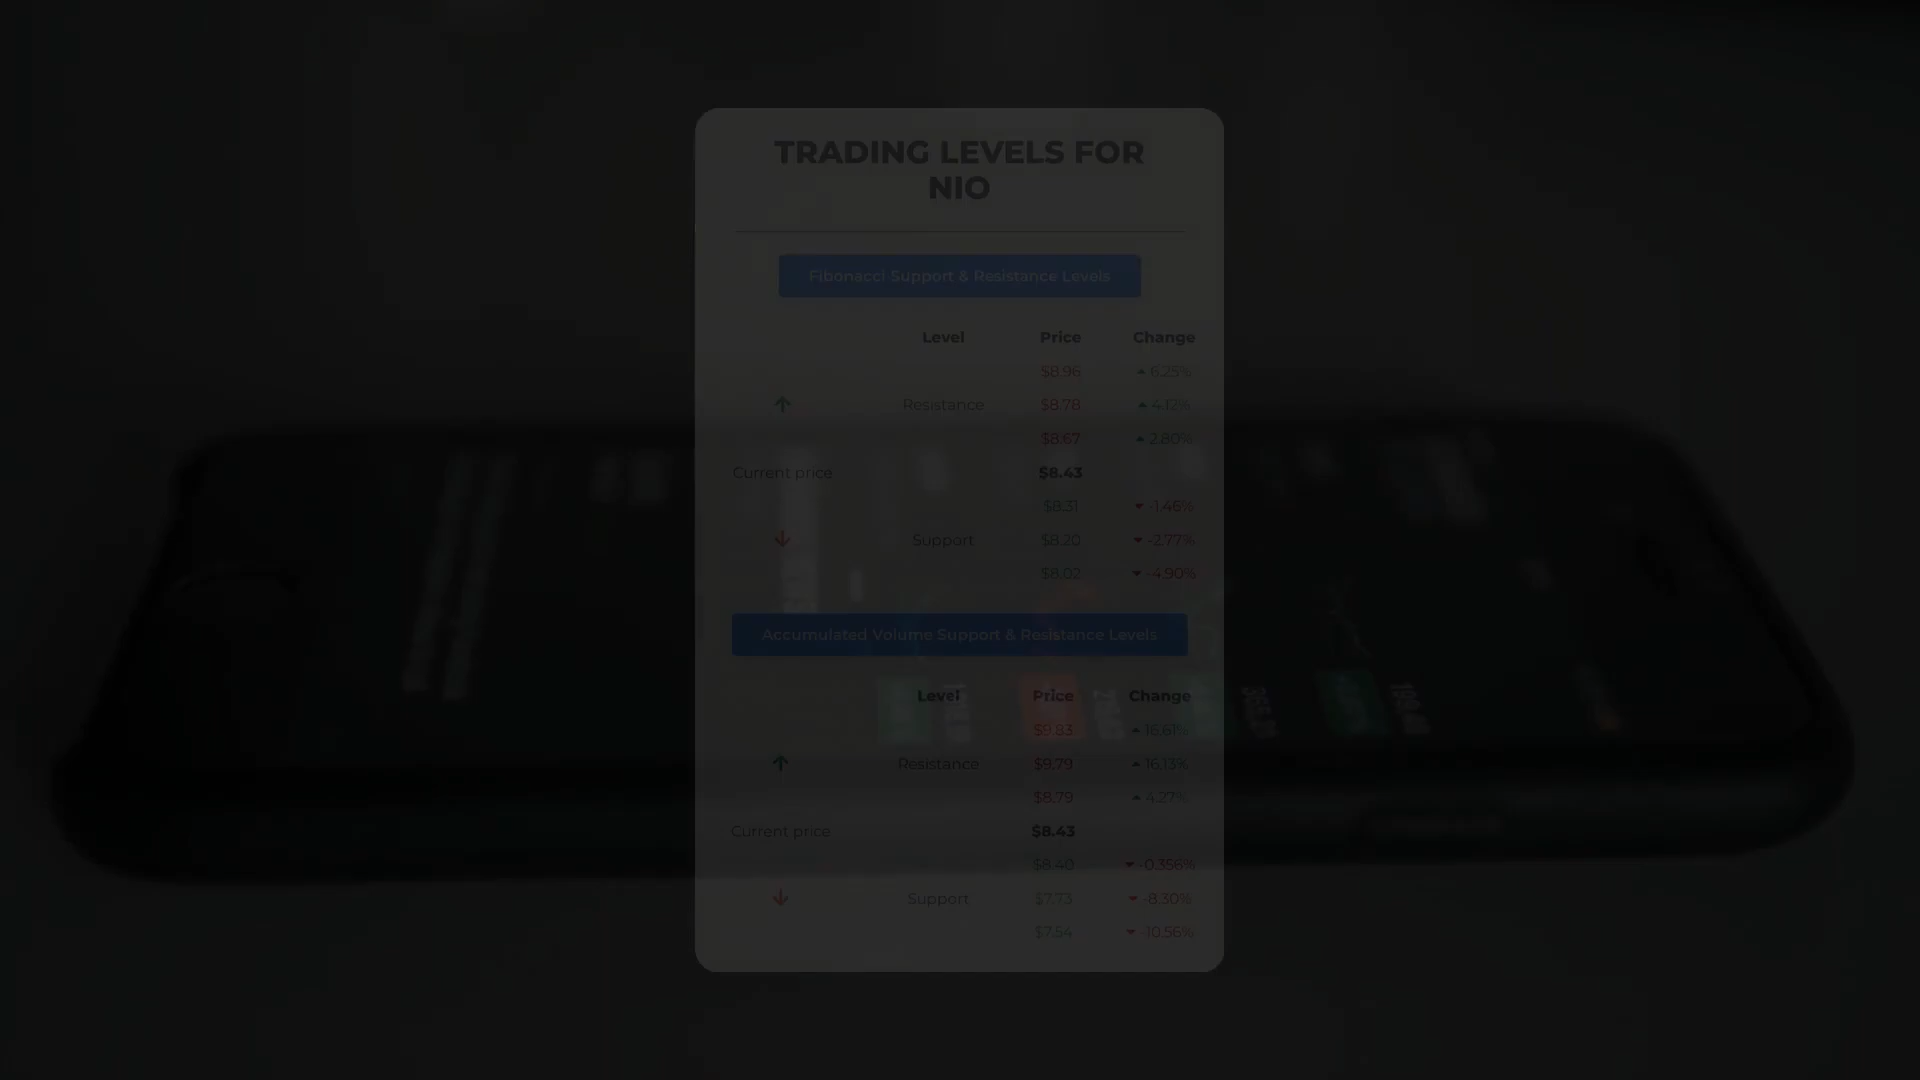 TRADING LEVELS FOR
NIO
Fibonacci Support & Resistance Levels
Level Price Change
$8.96 6.25%
Resistance $8.78 4.12%
$8.67 2.80%
Current price $8.43
$8.31 -1.46%
Support $8.20 -2.77%
$8.02 -4.90%
Accumulated Volume Support & Resistance Levels
Level Price Change
$9.83 16.61%
Resistance $9.79 16.13%
$8.79 4.27%
Current price $8.43
$8.40 -0.356%
Support $7.73 -8.30%
$7.54 -10.56%